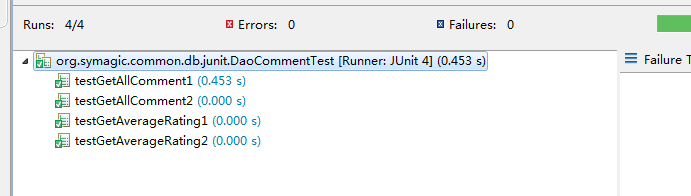 Runs: 4/4 Errors: 0 Failures: 0
org.symagic.common.db.junit.DaoCommentTest [Runner: JUnit 4] (0.453 s)
Failure T
testGetAllComment1 (0.453 s)
testGetAllComment2 (0.000 s)
testGetAverageRating1 (0.000 s)
testGetAverageRating2 (0.000 s)